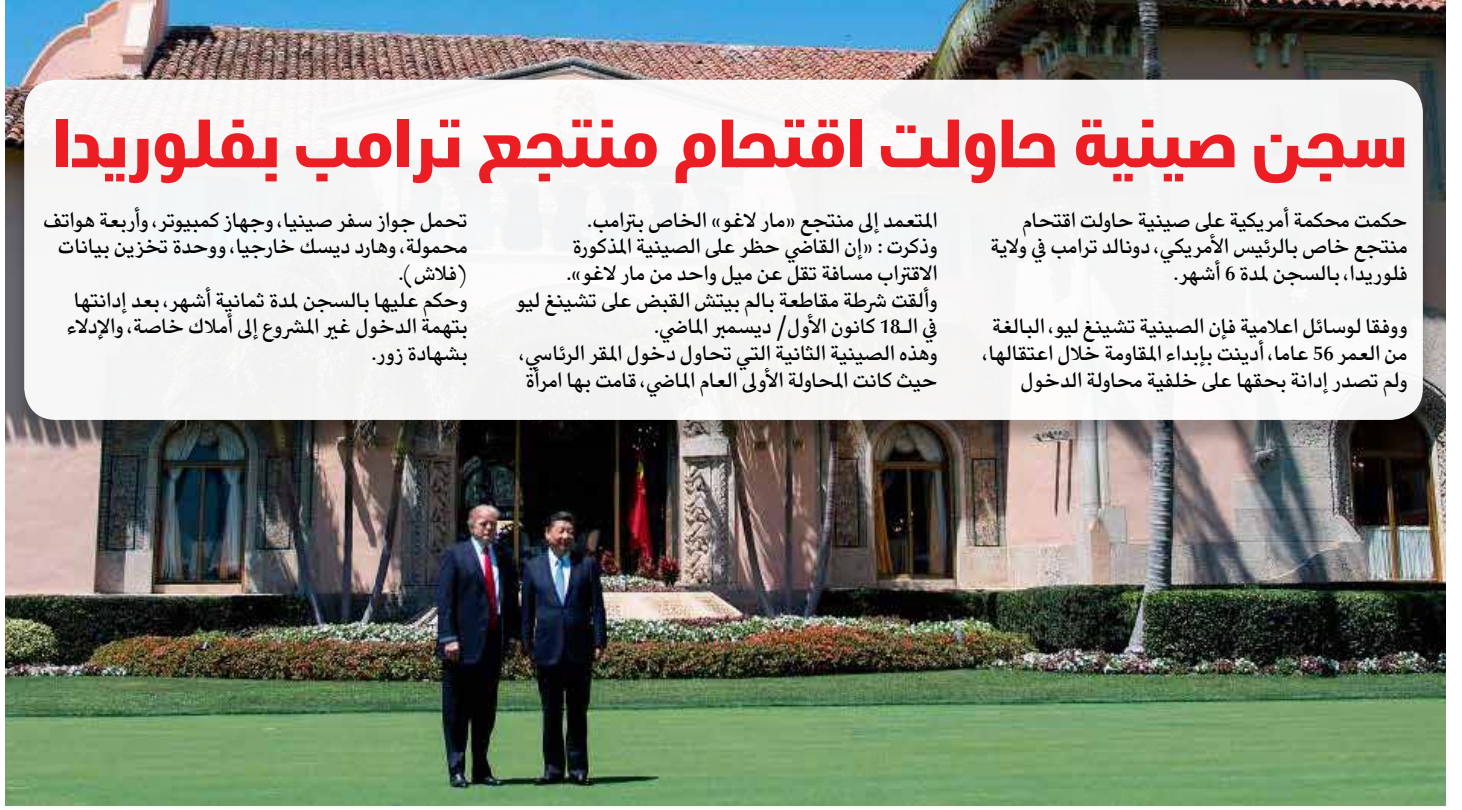 سجن صينية حاولت اقتحام منتجع ترامب بفلوريدا
حكمت محكمة أمريكية على صينية حاولت اقتحام
منتجع خاص بالرئيس الأمريكي، دونالد ترامب في ولاية
فلوريدا، بالسجن لمدة 6 أشهر.
ووفقا لوسائل اعلامية فإن الصينية تشينغ ليو، البالغة
من العمر 56 عاما، أدينت بإبداء المقاومة خلال اعتقالها،
ولم تصدر إدانة بحقها على خلفية محاولة الدخول
المتعمد إلى منتجع «مار لاغو» الخاص بترامب.
وذكرت : «إن القاضي حظر على الصينية المذكورة
الاقتراب مسافة تقل عن ميل واحد من مار لاغو».
وألقت شرطة مقاطعة بالم بيتش القبض على تشينغ ليو
في الـ18 كانون الأول/ ديسمبر الماضي.
وهذه الصينية الثانية التي تحاول دخول المقر الرئاسي،
حيث كانت المحاولة الأولى العام الماضي، قامت بها امرأة
تحمل جواز سفر صينيا، وجهاز كمبيوتر، وأربعة هواتف
محمولة، وهارد ديسك خارجيا، ووحدة تخزين بيانات
(فلاش).
وحكم عليها بالسجن لمدة ثمانية أشهر، بعد إدانتها
بتهمة الدخول غير المشروع إلى أملاك خاصة، والإدلاء
بشهادة زور.